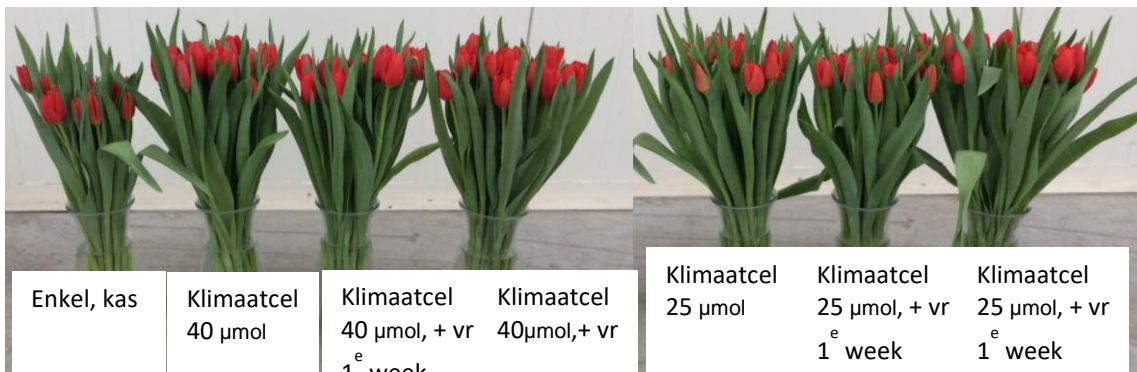 Enkel, kas
Klimaatcel
40 µmol
Klimaatcel
40 µmol, + vr
1e week
Klimaatcel
40µmol,+ vr
Klimaatcel
25 µmol
Klimaatcel
25 µmol, + vr
1e week
Klimaatcel
25 µmol, + vr
1e week